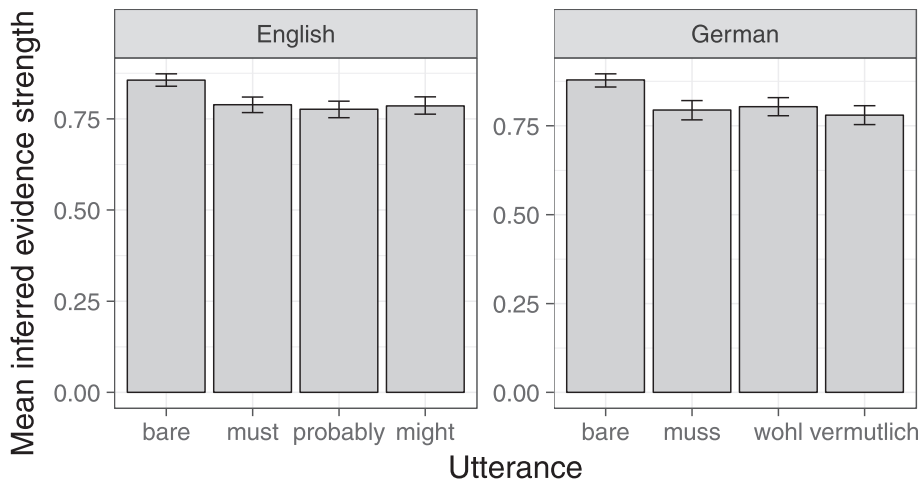 Mean inferred evidence strength
English
0.75
0.50
0.25
0.00
bare must probably might
German
0.75
0.50
0.25
0.00
bare muss wohl vermutlich
Utterance